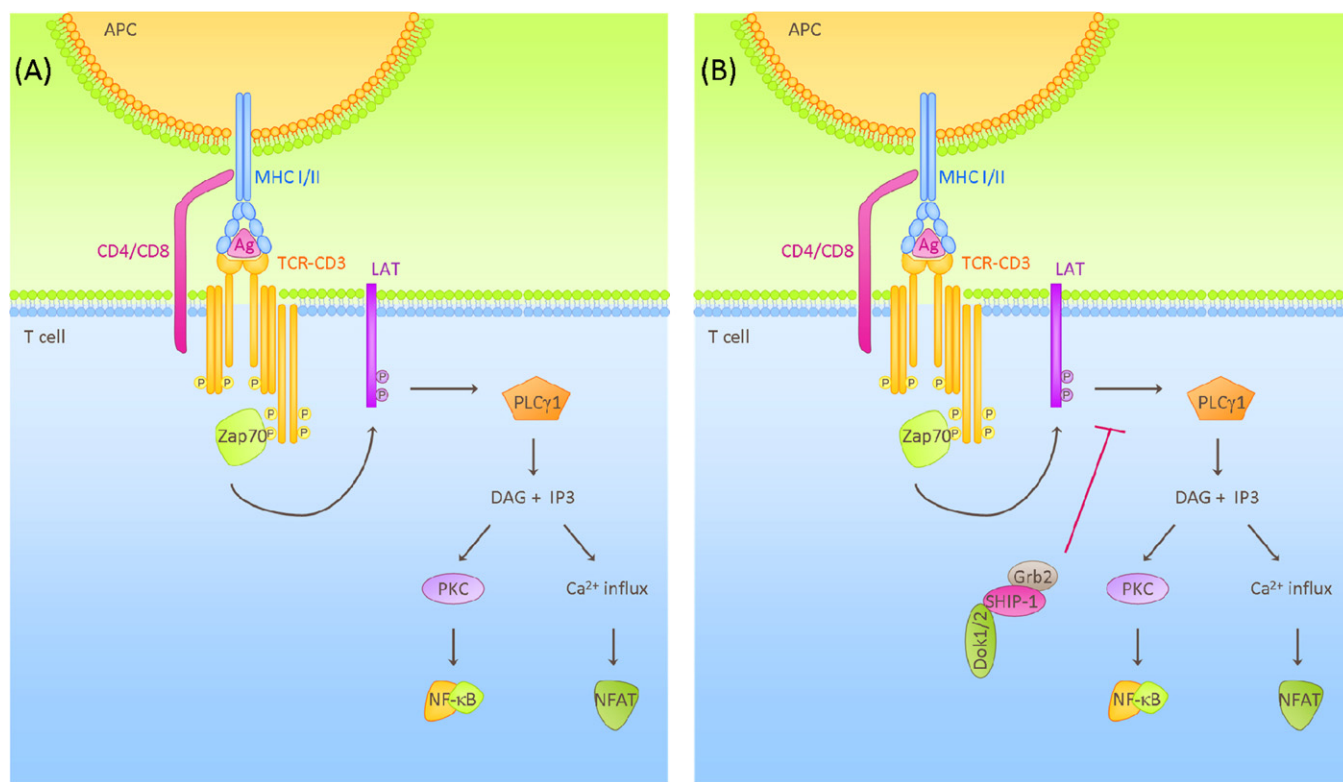 APC
(A)
MHC I/II
CD4/CD8
Ag
TCR-CD3
LAT
T cell
P
P
P
P
P
P
P
P
P
Zap70
PLCγ1
DAG + IP3
PKC
Ca²⁺ influx
NF-κB
NFAT
APC
(B)
MHC I/II
CD4/CD8
Ag
TCR-CD3
LAT
T cell
P
P
P
P
P
P
P
P
P
Zap70
PLCγ1
DAG + IP3
Grb2
SHIP-1
Dok1/2
PKC
Ca²⁺ influx
NF-κB
NFAT